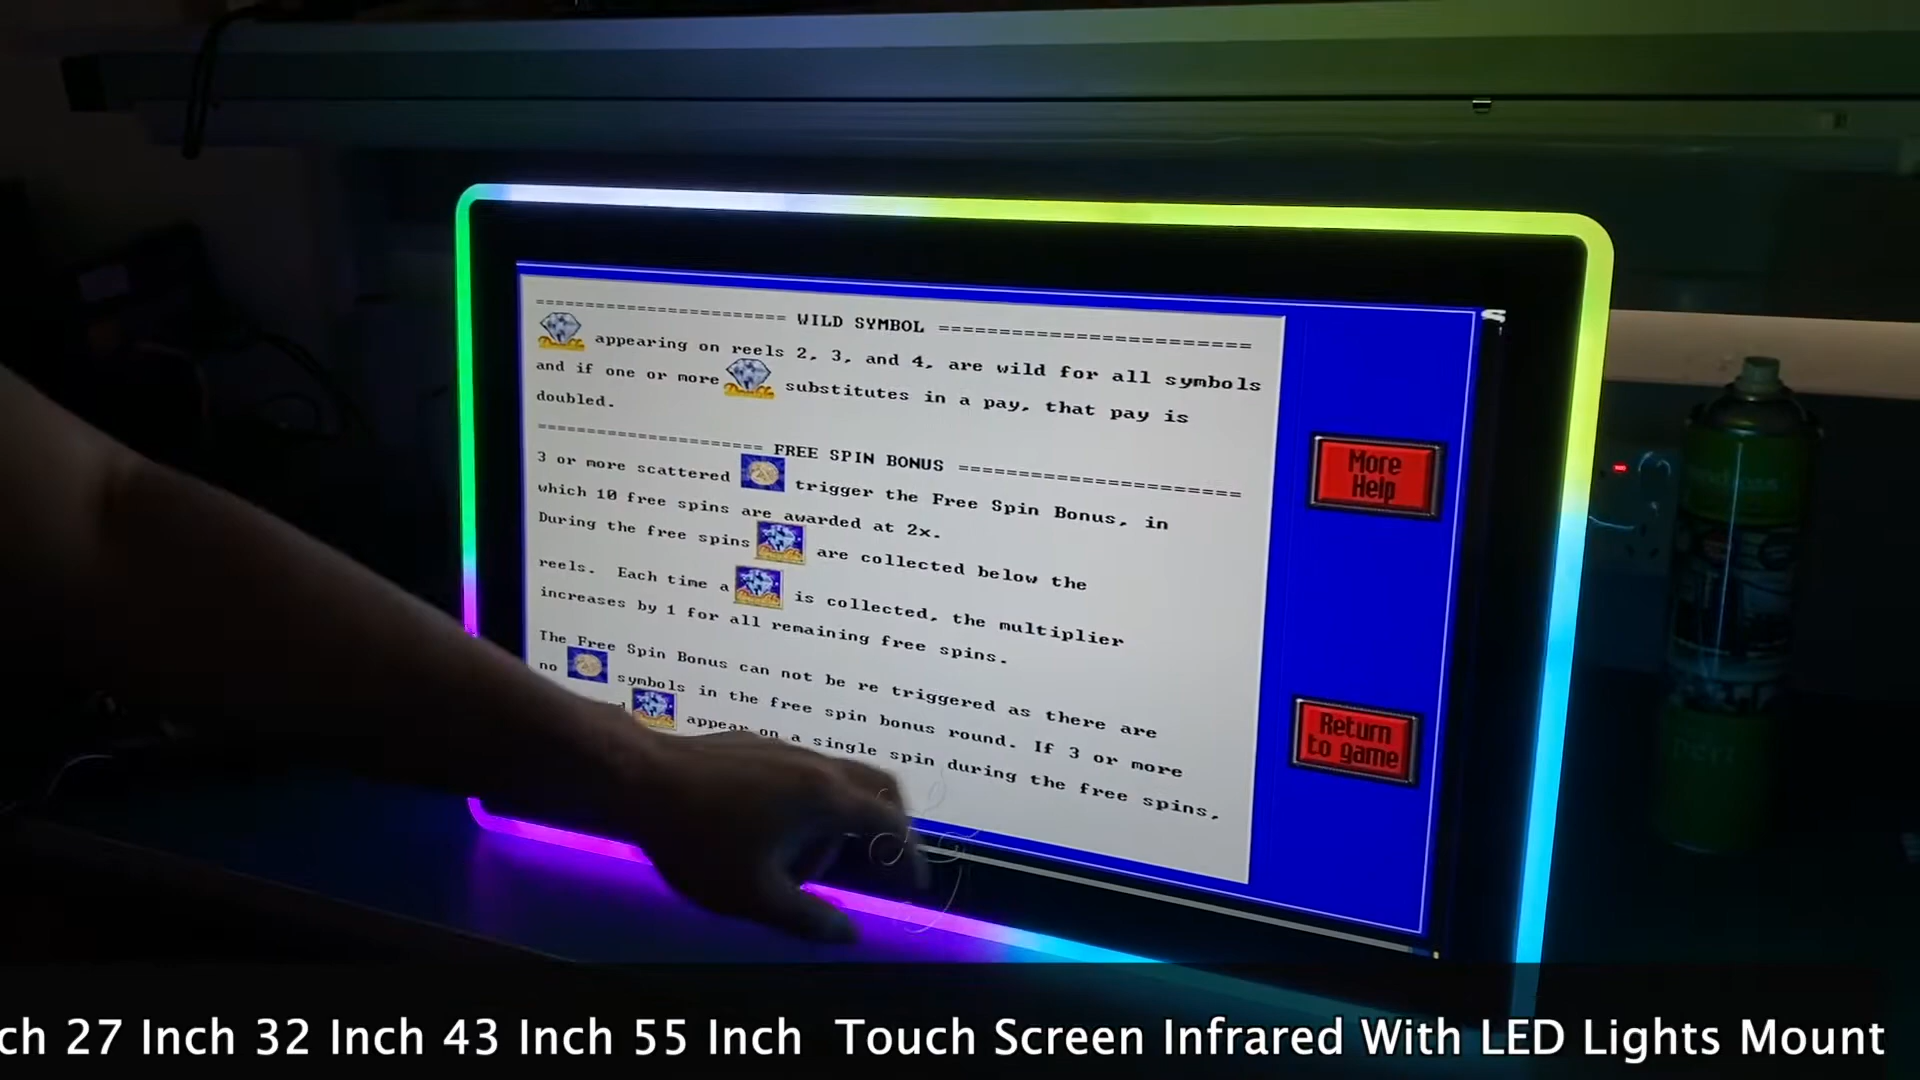 ==================== WILD SYMBOL =========================
appearing on reels 2, 3, and 4, are wild for all symbols
and if one or more substitutes in a pay, that pay is
doubled.
================== FREE SPIN BONUS =======================
3 or more scattered trigger the Free Spin Bonus, in
which 10 free spins are awarded at 2x.
During the free spins are collected below the
reels. Each time a is collected, the multiplier
increases by 1 for all remaining free spins.
The Free Spin Bonus can not be re triggered as there are
no symbols in the free spin bonus round. If 3 or more
appear on a single spin during the free spins,
More
Help
Return
to game
ch 27 Inch 32 Inch 43 Inch 55 Inch Touch Screen Infrared With LED Lights Mount